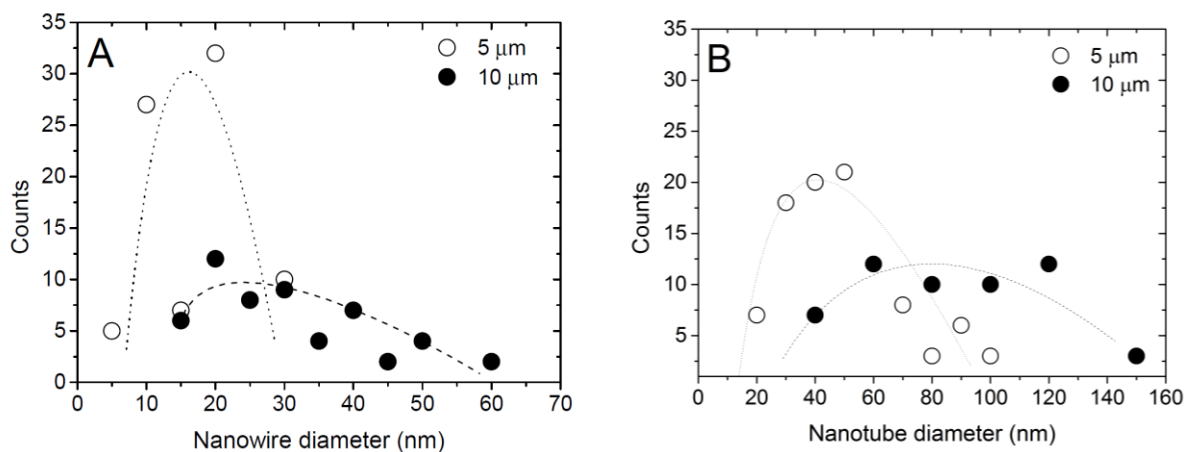 A
5 μm
10 μm
35
30
25
20
15
10
5
0
Counts
0 10 20 30 40 50 60 70
Nanowire diameter (nm)
B
5 μm
10 μm
35
30
25
20
15
10
5
Counts
0 20 40 60 80 100 120 140 160
Nanotube diameter (nm)